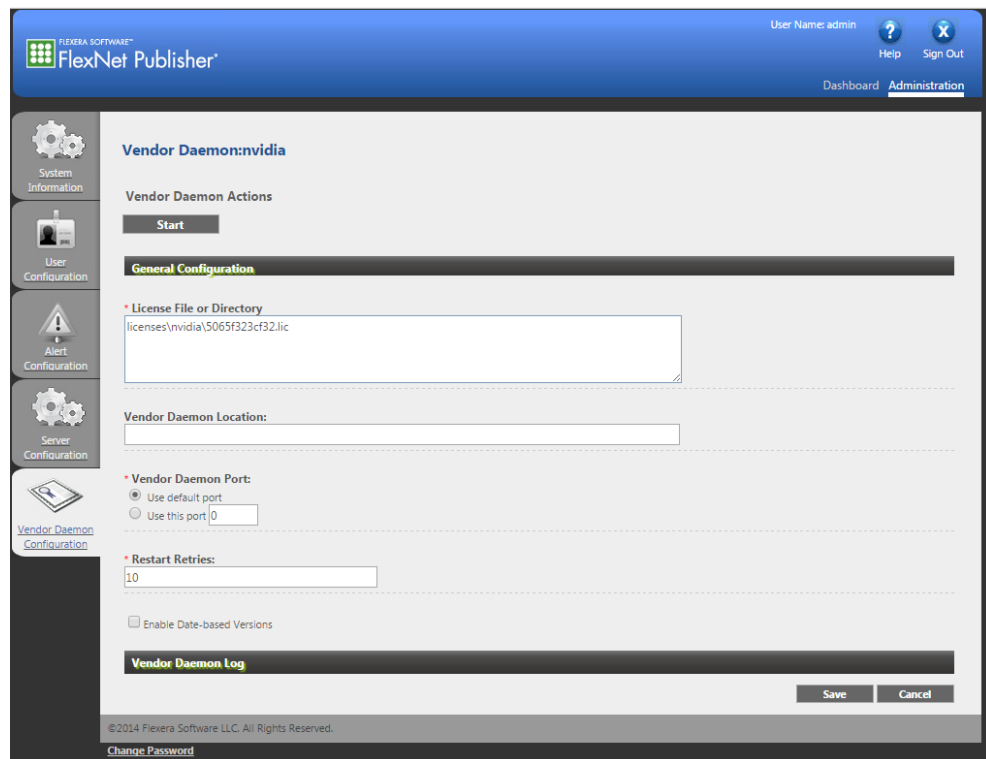 User Name: admin
FLEXERA SOFTWARE™
FlexNet Publisher
?
X
Help
Sign Out
Dashboard
Administration
System
Information
User
Configuration
Alert
Configuration
Server
Configuration
Vendor Daemon
Configuration
Vendor Daemon:nvidia
Vendor Daemon Actions
Start
General Configuration
* License File or Directory
licenses\nvidia\5065f323cf32.lic
Vendor Daemon Location:
* Vendor Daemon Port:
Use default port
Use this port 0
* Restart Retries:
10
Enable Date-based Versions
Vendor Daemon Log
Save
Cancel
©2014 Flexera Software LLC. All Rights Reserved.
Change Password